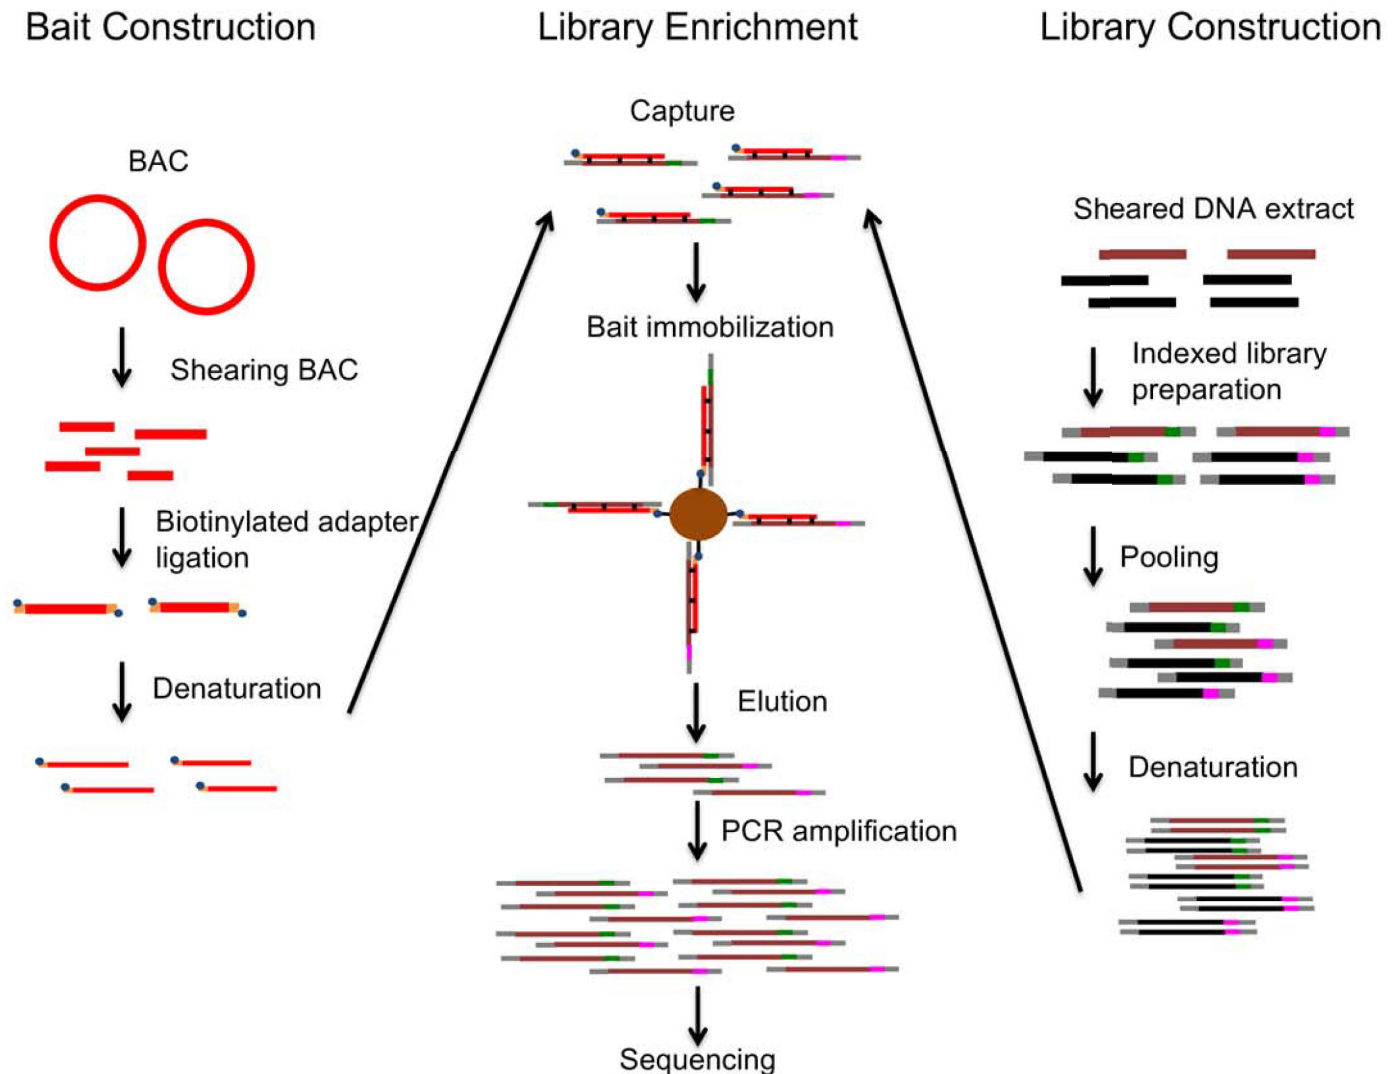 Bait Construction
Library Enrichment
Library Construction
BAC
Shearing BAC
Biotinylated adapter
ligation
Denaturation
Capture
Bait immobilization
Elution
PCR amplification
Sequencing
Sheared DNA extract
Indexed library
preparation
Pooling
Denaturation